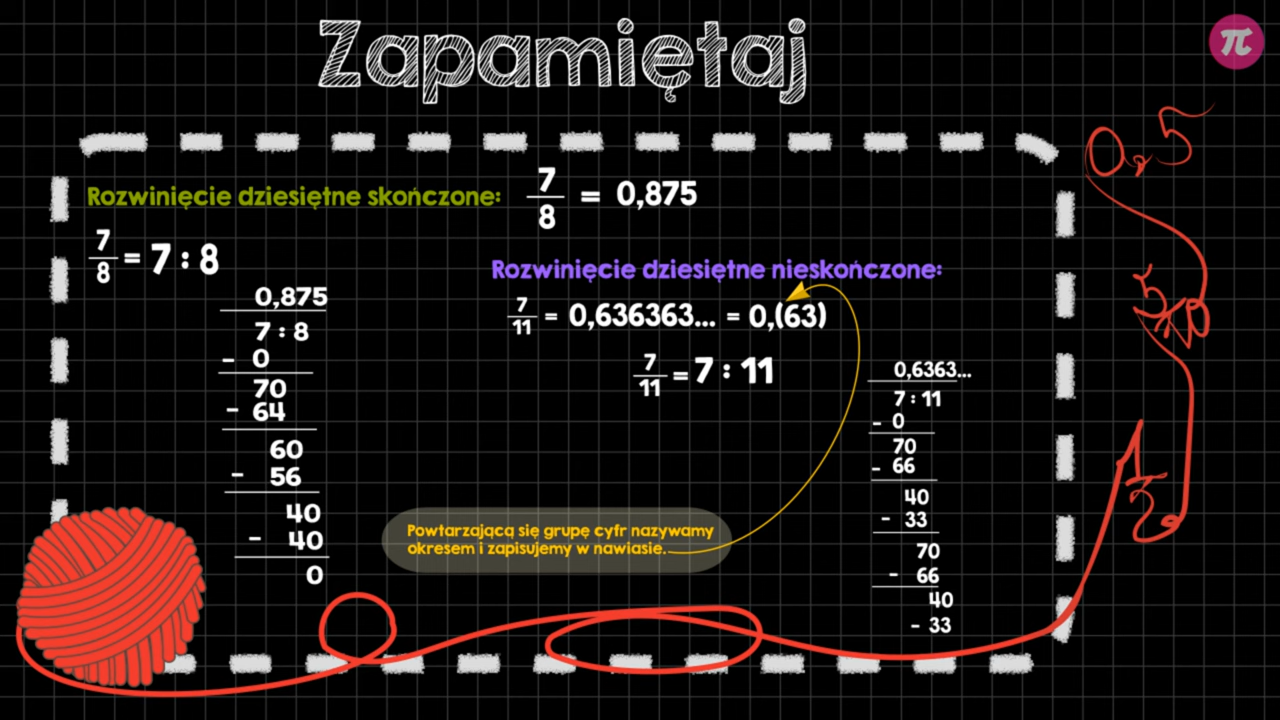 Zapamiętaj
π
Rozwinięcie dziesiętne skończone: 7/8 = 0,875
7/8 = 7 : 8
0,875
7 : 8
- 0
70
- 64
60
- 56
40
- 40
0
Rozwinięcie dziesiętne nieskończone:
7/11 = 0,636363... = 0,(63)
7/11 = 7 : 11
0,6363...
7 : 11
- 0
70
- 66
40
- 33
70
- 66
40
- 33
Powtarzającą się grupę cyfr nazywamy
okresem i zapisujemy w nawiasie.
0,5
1/2